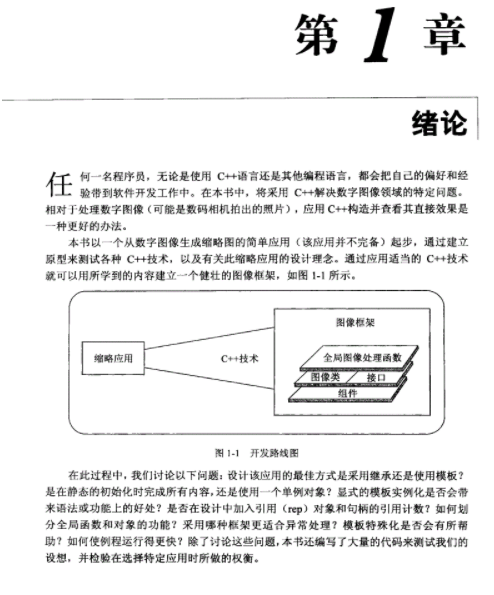 第1章
绪论
任何一名程序员，无论是使用 C++语言还是其他编程语言，都会把自己的偏好和经
验带到软件开发工作中。在本书中，将采用 C++解决数字图像领域的特定问题。
相对于处理数字图像（可能是数码相机拍出的照片），应用 C++构造并查看其直接效果是
一种更好的办法。
本书以一个从数字图像生成缩略图的简单应用（该应用并不完备）起步，通过建立
原型来测试各种 C++技术，以及有关此缩略应用的设计理念。通过应用适当的 C++技术
就可以用所学到的内容建立一个健壮的图像框架，如图 1-1 所示。
图像框架
缩略应用
C++技术
全局图像处理函数
图像类 接口
组件
图 1-1 开发路线图
在此过程中，我们讨论以下问题：设计该应用的最佳方式是采用继承还是使用模板？
是在静态的初始化时完成所有内容，还是使用一个单例对象？显式的模板实例化是否会带
来语法或功能上的好处？是否在设计中加入引用（rep）对象和句柄的引用计数？如何划
分全局函数和对象的功能？采用哪种框架更适合异常处理？模板特殊化是否会有所帮
助？如何使例程运行得更快？除了讨论这些问题，本书还编写了大量的代码来测试我们的
设想，并检验在选择特定应用时所做的权衡。